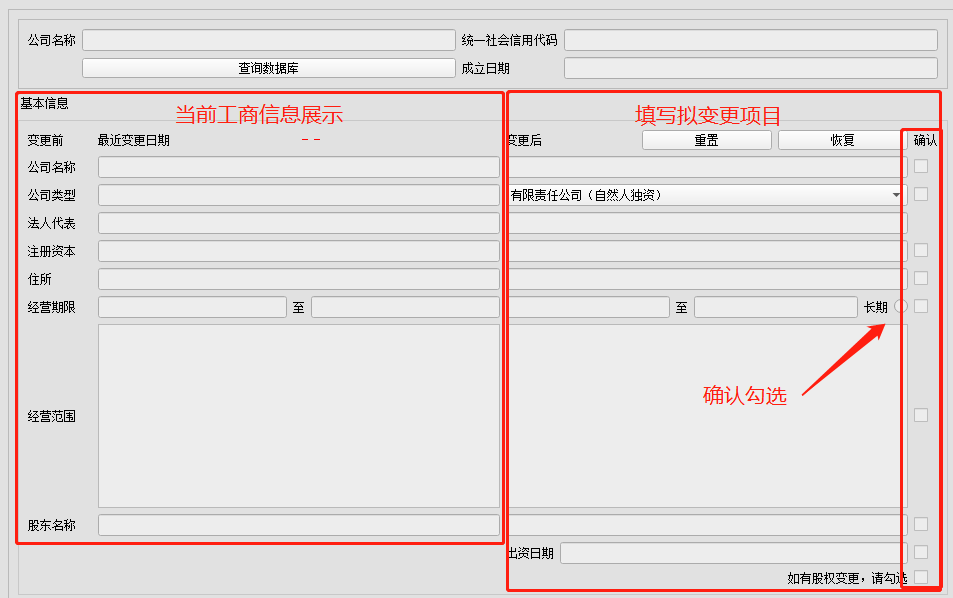 公司名称 统一社会信用代码
查询数据库 成立日期
基本信息
当前工商信息展示 填写拟变更项目
变更前 最近变更日期 -- 变更后 重置 恢复 确认
公司名称
公司类型 有限责任公司（自然人独资）
法人代表
注册资本
住所
经营期限 至 至 长期
确认勾选
经营范围
股东名称
出资日期
如有股权变更，请勾选